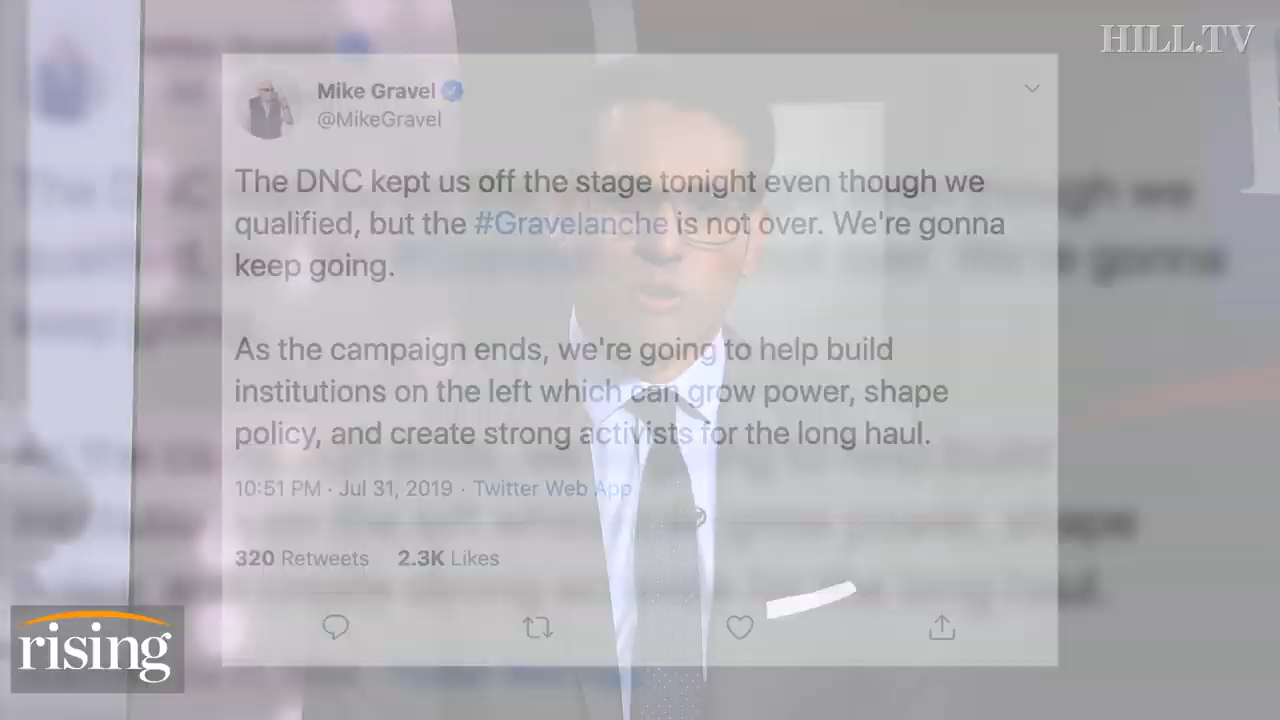 HILL.TV
Mike Gravel
@MikeGravel
The DNC kept us off the stage tonight even though we
qualified, but the #Gravelanche is not over. We're gonna
keep going.
As the campaign ends, we're going to help build
institutions on the left which can grow power, shape
policy, and create strong activists for the long haul.
10:51 PM · Jul 31, 2019 · Twitter Web App
320 Retweets 2.3K Likes
rising